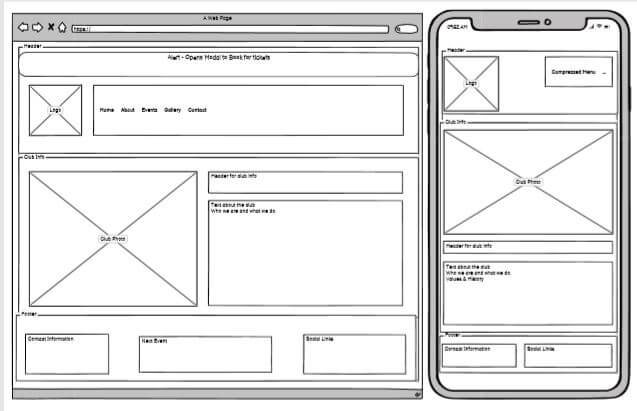 A Web Page
https://
Header
Alert - Opens Modal to Book for tickets
Logo
Home About Events Gallery Contact
Club Info
Club Photo
Header for club info
Text about the club
Who we are and what we do
Footer
Contact Information
Next Event
Social Links
09:52 AM
Header
Logo
Compressed Menu
Club Info
Club Photo
Header for club info
Text about the club
Who we are and what we do
Values & History
Footer
Contact Information
Social Links